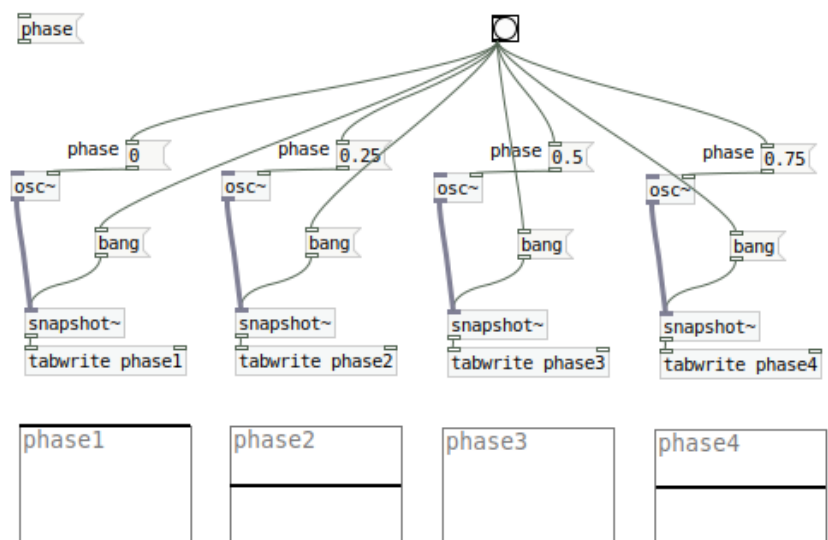 phase
phase 0
phase 0.25
phase 0.5
phase 0.75
osc~
osc~
osc~
osc~
bang
bang
bang
bang
snapshot~
snapshot~
snapshot~
snapshot~
tabwrite phase1
tabwrite phase2
tabwrite phase3
tabwrite phase4
phase1
phase2
phase3
phase4